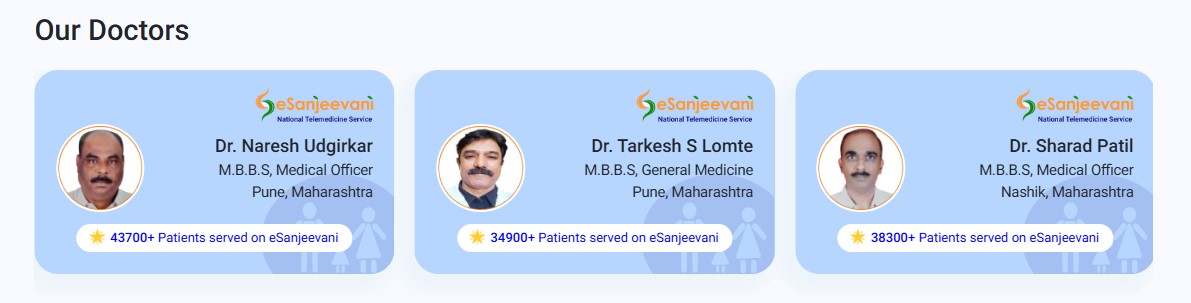 Our Doctors
eSanjeevani
National Telemedicine Service
Dr. Naresh Udgirkar
M.B.B.S, Medical Officer
Pune, Maharashtra
43700+ Patients served on eSanjeevani
eSanjeevani
National Telemedicine Service
Dr. Tarkesh S Lomte
M.B.B.S, General Medicine
Pune, Maharashtra
34900+ Patients served on eSanjeevani
eSanjeevani
National Telemedicine Service
Dr. Sharad Patil
M.B.B.S, Medical Officer
Nashik, Maharashtra
38300+ Patients served on eSanjeevani